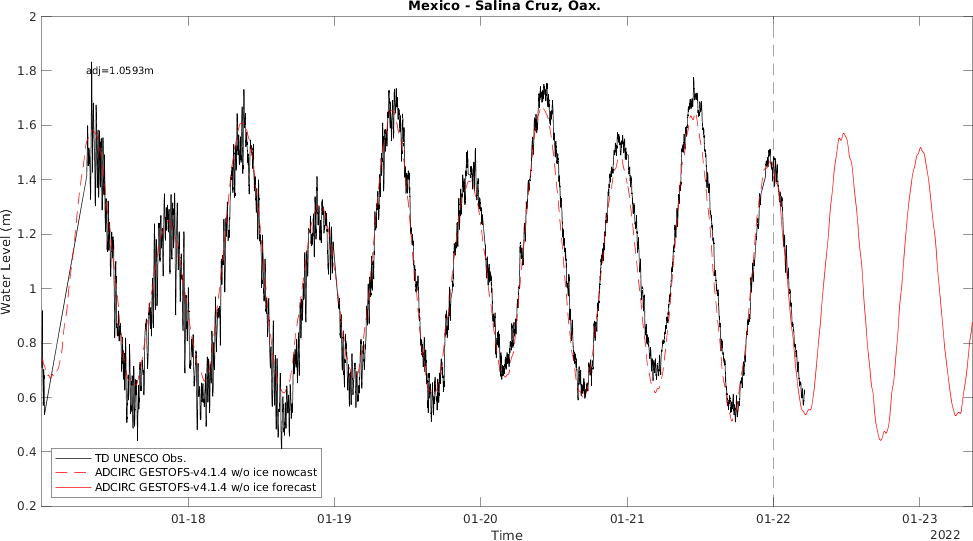 Mexico - Salina Cruz, Oax.
2
1.8
1.6
1.4
1.2
1
0.8
0.6
0.4
0.2
Water Level (m)
adj=1.0593m
TD UNESCO Obs.
ADCIRC GESTOFS-v4.1.4 w/o ice nowcast
ADCIRC GESTOFS-v4.1.4 w/o ice forecast
01-18 01-19 01-20 01-21 01-22 01-23
Time 2022